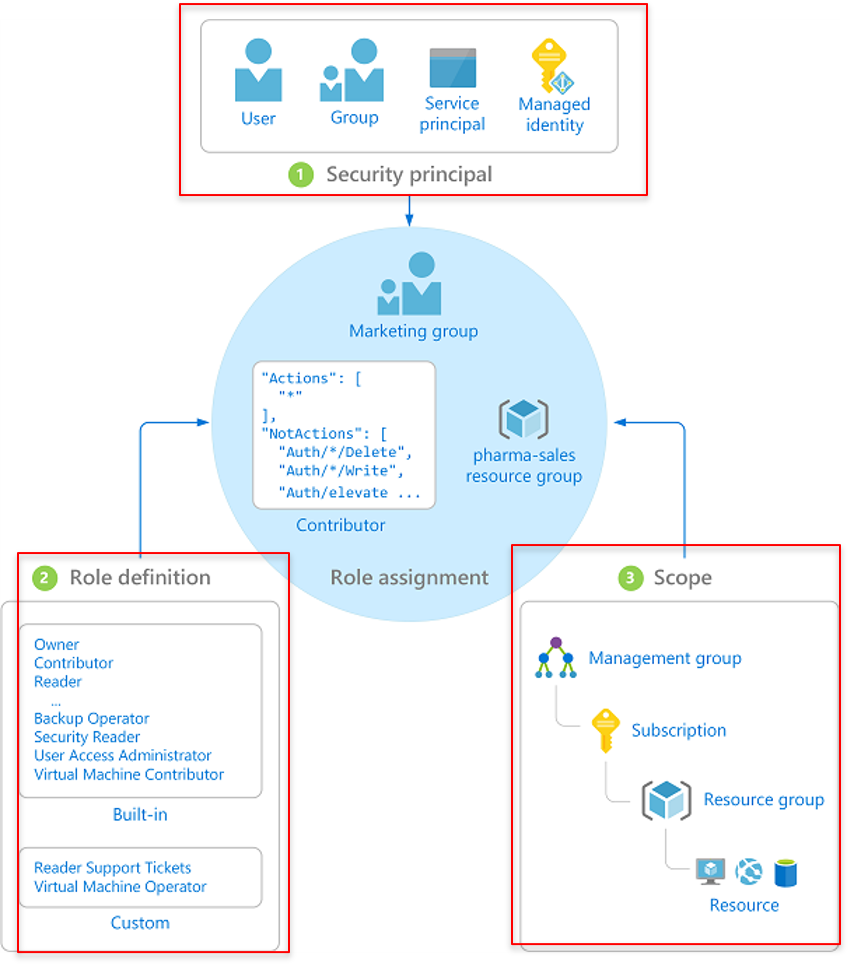 User
Group
Service
principal
Managed
identity
1 Security principal
Marketing group
"Actions": [
"*"
],
"NotActions": [
"Auth/*/Delete",
"Auth/*/Write",
"Auth/elevate ...
Contributor
pharma-sales
resource group
Role assignment
2 Role definition
Owner
Contributor
Reader
...
Backup Operator
Security Reader
User Access Administrator
Virtual Machine Contributor
Built-in
Reader Support Tickets
Virtual Machine Operator
Custom
3 Scope
Management group
Subscription
Resource group
Resource